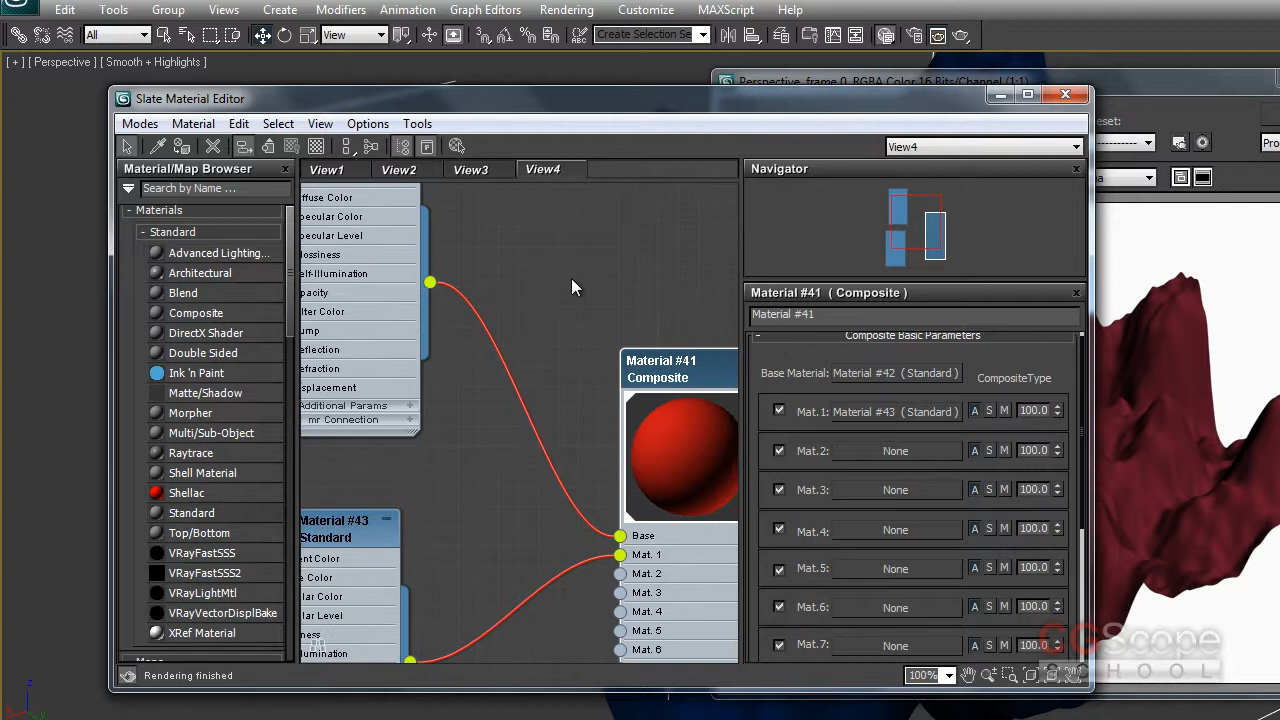 Edit Tools Group Views Create Modifiers Animation Graph Editors Rendering Customize MAXScript Help
All View Create Selection Se
[ + ] [ Perspective ] [ Smooth + Highlights ]
Perspective, frame 0, RGBA Color 16 Bits/Channel (1:1)
Slate Material Editor
Modes Material Edit Select View Options Tools
eset:
Pro
View4
Material/Map Browser
View1 View2 View3 View4
Navigator
Search by Name ...
Materials
Standard
Advanced Lighting...
Architectural
Blend
Composite
DirectX Shader
Double Sided
Ink 'n Paint
Matte/Shadow
Morpher
Multi/Sub-Object
Raytrace
Shell Material
Shellac
Standard
Top/Bottom
VRayFastSSS
VRayFastSSS2
VRayLightMtl
VRayVectorDisplBake
XRef Material
Maps
ffuse Color
pecular Color
pecular Level
lossiness
elf-Illumination
pacity
ilter Color
ump
eflection
efraction
splacement
Additional Params
mr Connection
Material #43
Standard
ent Color
e Color
ular Color
ular Level
ness
lumination
Material #41
Composite
Base
Mat. 1
Mat. 2
Mat. 3
Mat. 4
Mat. 5
Mat. 6
Material #41 ( Composite )
Material #41
Composite Basic Parameters
Base Material: Material #42 ( Standard ) CompositeType
Mat.1: Material #43 ( Standard ) A S M 100.0
Mat.2: None A S M 100.0
Mat.3: None A S M 100.0
Mat.4: None A S M 100.0
Mat.5: None A S M 100.0
Mat.6: None A S M 100.0
Mat.7: None A S M 100.0
CGScope
SCHOOL
Rendering finished
100%
z
y
x